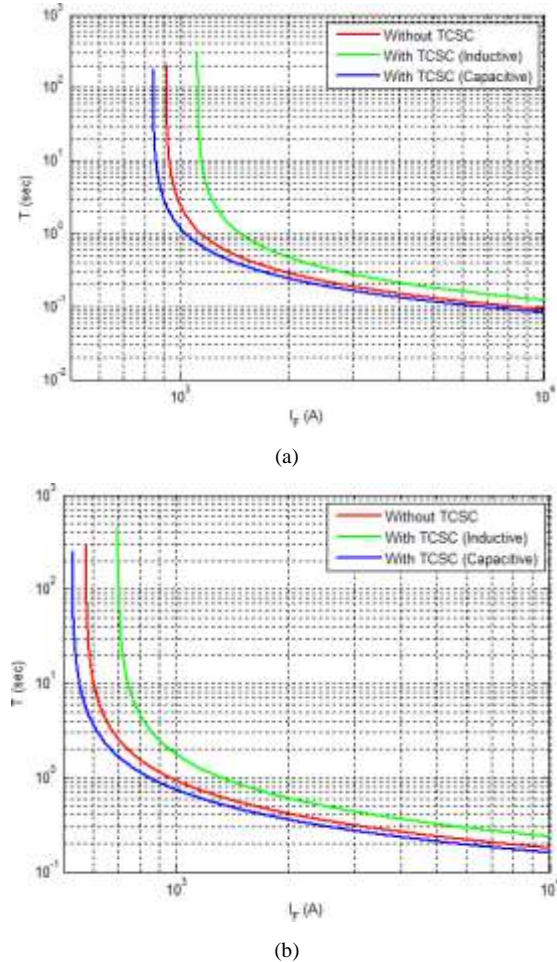 10³
Without TCSC
With TCSC (Inductive)
With TCSC (Capacitive)
10²
10¹
T (sec)
10⁰
10⁻¹
10⁻²
10³
10⁴
I_F (A)
(a)
10³
Without TCSC
With TCSC (Inductive)
With TCSC (Capacitive)
10²
10¹
T (sec)
10⁰
10⁻¹
10³
I_F (A)
(b)